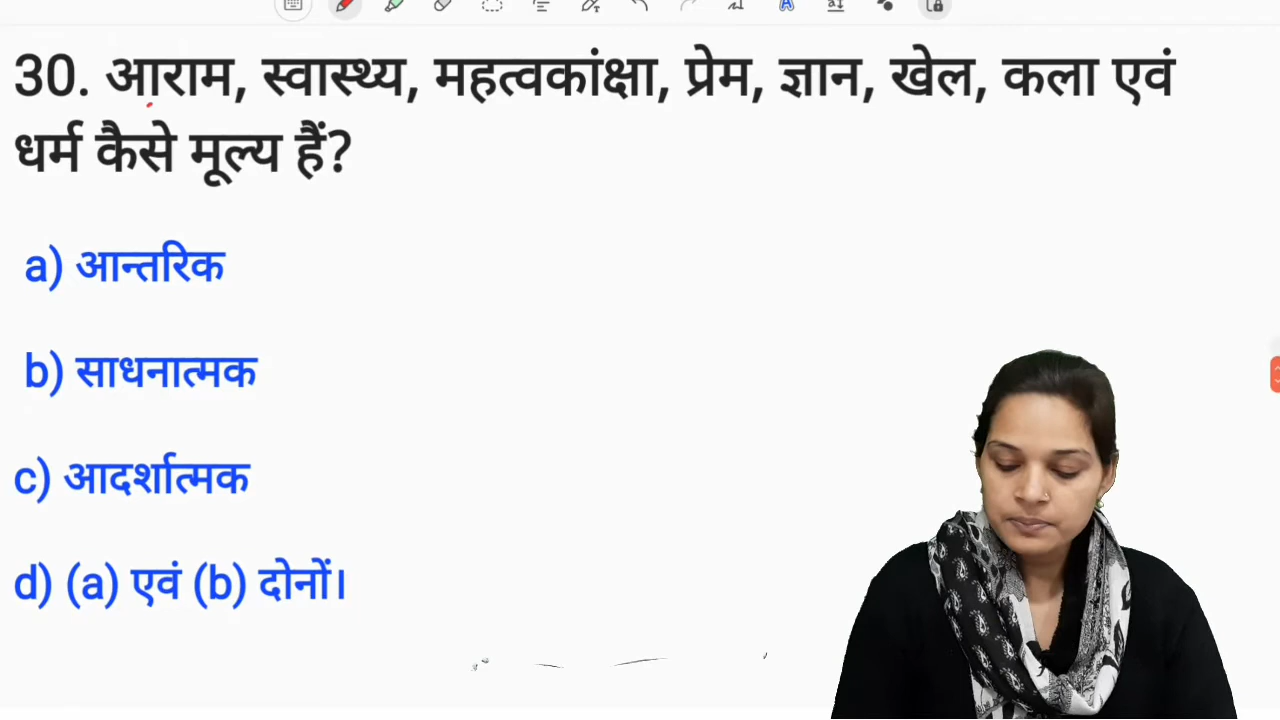 30. आराम, स्वास्थ्य, महत्वकांक्षा, प्रेम, ज्ञान, खेल, कला एवं
धर्म कैसे मूल्य हैं?
a) आन्तरिक
b) साधनात्मक
c) आदर्शात्मक
d) (a) एवं (b) दोनों।